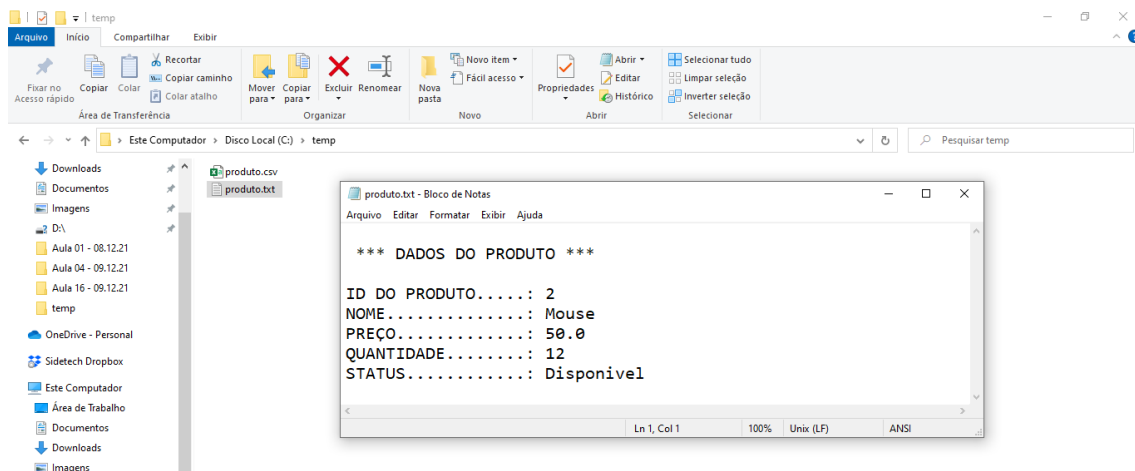 temp
Arquivo Início Compartilhar Exibir
Fixar no Acesso rápido
Copiar
Colar
Recortar
Copiar caminho
Colar atalho
Área de Transferência
Mover para
Copiar para
Excluir
Renomear
Organizar
Nova pasta
Novo item
Fácil acesso
Novo
Propriedades
Abrir
Editar
Histórico
Abrir
Selecionar tudo
Limpar seleção
Inverter seleção
Selecionar
Este Computador > Disco Local (C:) > temp
Pesquisar temp
Downloads
Documentos
Imagens
D:\
Aula 01 - 08.12.21
Aula 04 - 09.12.21
Aula 16 - 09.12.21
temp
OneDrive - Personal
Sidetech Dropbox
Este Computador
Área de Trabalho
Documentos
Downloads
Imagens
produto.csv
produto.txt
produto.txt - Bloco de Notas
Arquivo Editar Formatar Exibir Ajuda
*** DADOS DO PRODUTO ***
ID DO PRODUTO.....: 2
NOME..............: Mouse
PREÇO.............: 50.0
QUANTIDADE........: 12
STATUS............: Disponivel
Ln 1, Col 1 100% Unix (LF) ANSI